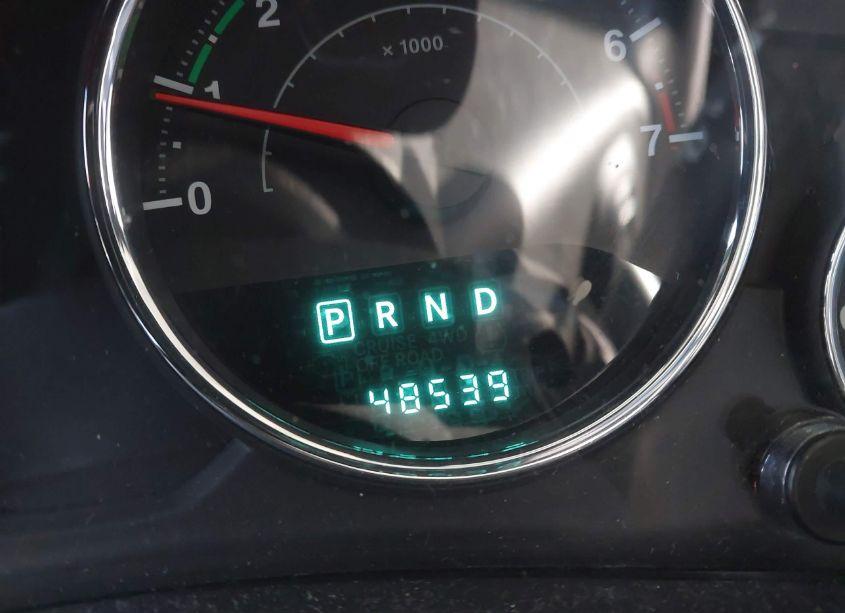 2
6
x 1000
1
7
0
P R N D
CRUISE 4WD
OFF ROAD
48539